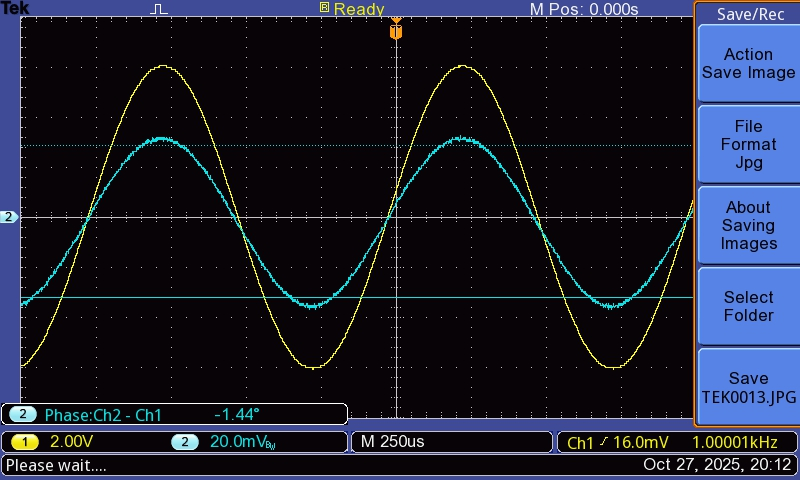 Tek
R Ready
M Pos: 0.000s
Save/Rec
Action
Save Image
File
Format
Jpg
About
Saving
Images
Select
Folder
Save
TEK0013.JPG
T
2
2 Phase:Ch2 - Ch1 -1.44°
1 2.00V 2 20.0mVBW M 250us Ch1 16.0mV 1.00001kHz
Please wait.... Oct 27, 2025, 20:12